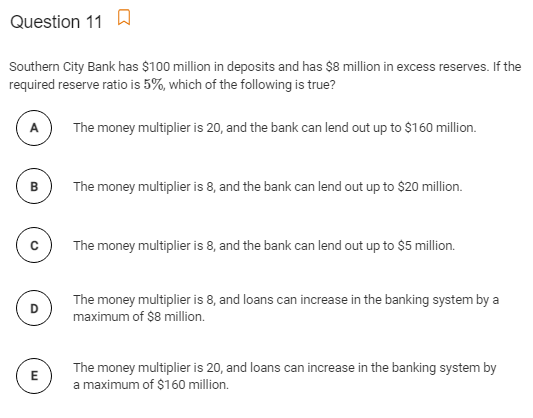 Question 11
Southern City Bank has $100 million in deposits and has $8 million in excess reserves. If the
required reserve ratio is 5%, which of the following is true?
A The money multiplier is 20, and the bank can lend out up to $160 million.
B The money multiplier is 8, and the bank can lend out up to $20 million.
C The money multiplier is 8, and the bank can lend out up to $5 million.
D The money multiplier is 8, and loans can increase in the banking system by a
maximum of $8 million.
E The money multiplier is 20, and loans can increase in the banking system by
a maximum of $160 million.